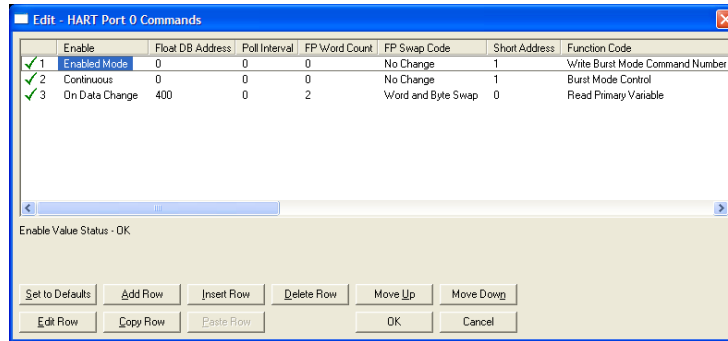 Edit - HART Port 0 Commands
Enable Float DB Address Poll Interval FP Word Count FP Swap Code Short Address Function Code
1 Enabled Mode 0 0 0 No Change 1 Write Burst Mode Command Number
2 Continuous 0 0 0 No Change 1 Burst Mode Control
3 On Data Change 400 0 2 Word and Byte Swap 0 Read Primary Variable
Enable Value Status - OK
Set to Defaults Add Row Insert Row Delete Row Move Up Move Down
Edit Row Copy Row Paste Row OK Cancel